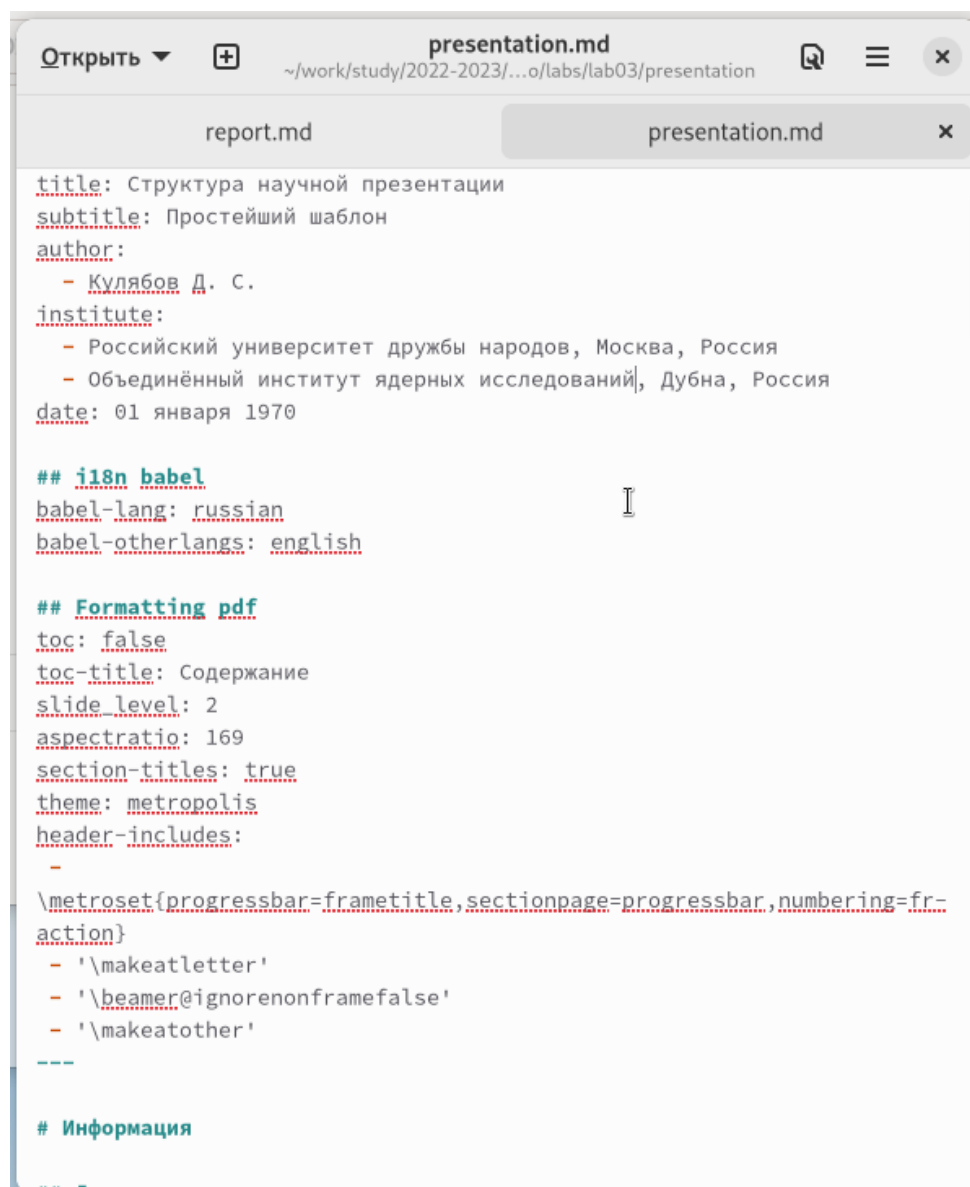 Открыть
presentation.md
~/work/study/2022-2023/…o/labs/lab03/presentation
report.md
presentation.md
title: Структура научной презентации
subtitle: Простейший шаблон
author:
  - Кулябов Д. С.
institute:
  - Российский университет дружбы народов, Москва, Россия
  - Объединённый институт ядерных исследований, Дубна, Россия
date: 01 января 1970
## i18n babel
babel-lang: russian
babel-otherlangs: english
## Formatting pdf
toc: false
toc-title: Содержание
slide_level: 2
aspectratio: 169
section-titles: true
theme: metropolis
header-includes:
 -
\metroset{progressbar=frametitle,sectionpage=progressbar,numbering=fr-
action}
 - '\makeatletter'
 - '\beamer@ignorenonframefalse'
 - '\makeatother'
---
# Информация